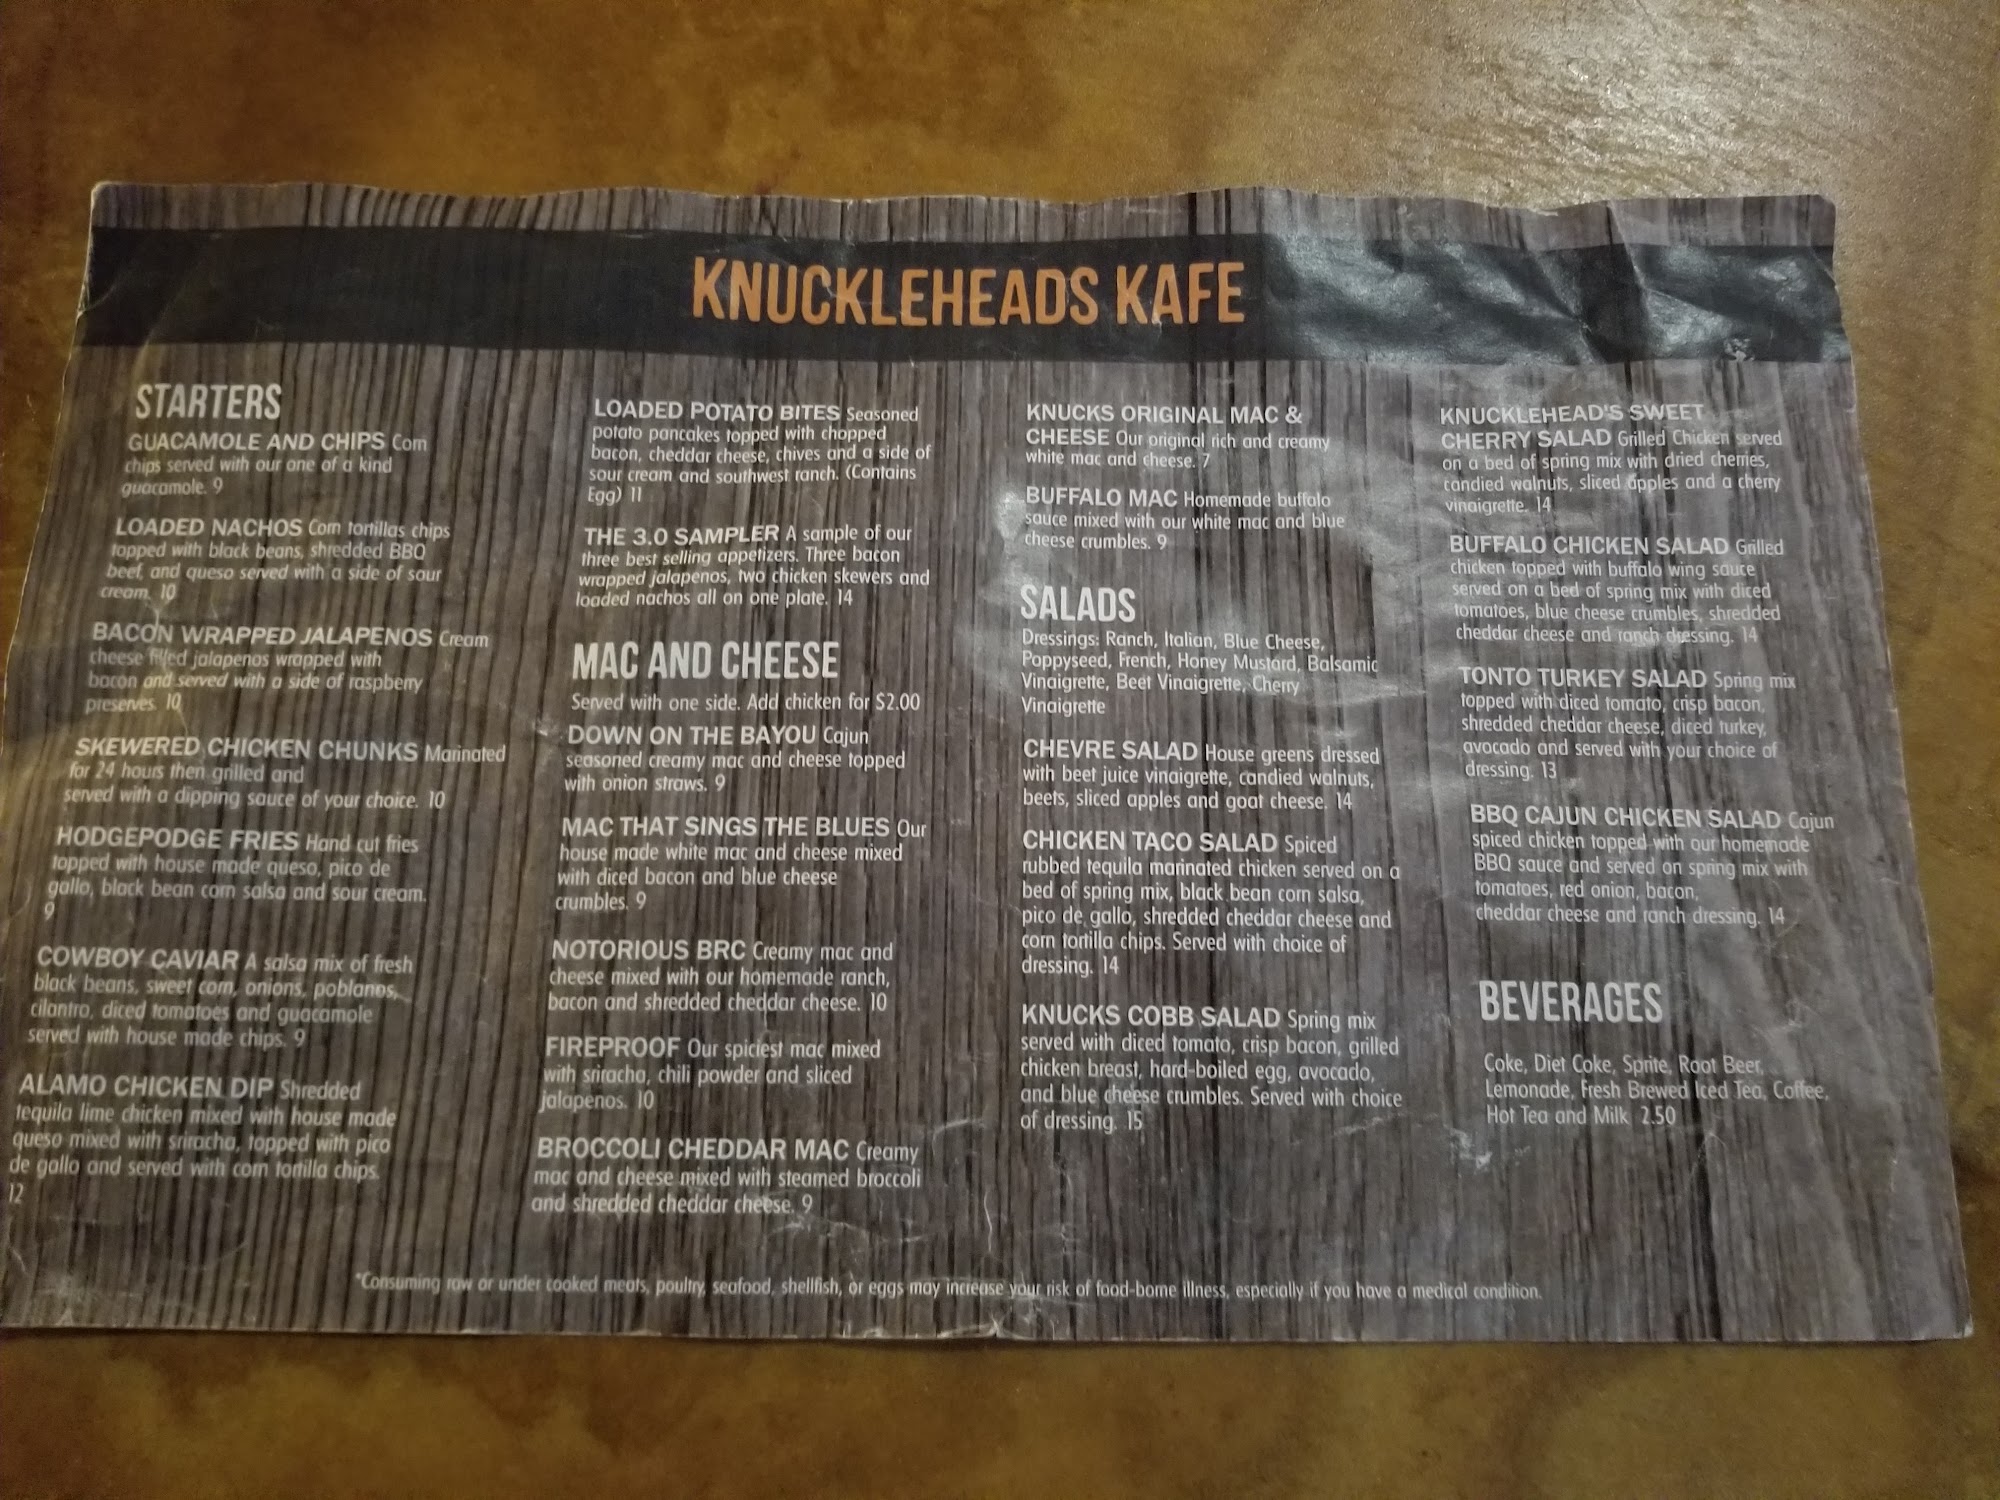 KNUCKLEHEADS KAFE
STARTERS
GUACAMOLE AND CHIPS Corn
chips served with our one of a kind
guacamole. 9
LOADED NACHOS Corn tortillas chips
topped with black beans, shredded BBQ
beef, and queso served with a side of sour
cream. 10
BACON WRAPPED JALAPENOS Cream
cheese filled jalapenos wrapped with
bacon and served with a side of raspberry
preserves. 10
SKEWERED CHICKEN CHUNKS Marinated
for 24 hours then grilled and
served with a dipping sauce of your choice. 10
HODGEPODGE FRIES Hand cut fries
topped with house made queso, pico de
gallo, black bean corn salsa and sour cream.
9
COWBOY CAVIAR A salsa mix of fresh
black beans, sweet corn, onions, poblanos,
cilantro, diced tomatoes and guacamole
served with house made chips. 9
ALAMO CHICKEN DIP Shredded
tequila lime chicken mixed with house made
queso mixed with sriracha, topped with pico
de gallo and served with corn tortilla chips.
12
LOADED POTATO BITES Seasoned
potato pancakes topped with chopped
bacon, cheddar cheese, chives and a side of
sour cream and southwest ranch. (Contains
Egg) 11
THE 3.0 SAMPLER A sample of our
three best selling appetizers. Three bacon
wrapped jalapenos, two chicken skewers and
loaded nachos all on one plate. 14
MAC AND CHEESE
Served with one side. Add chicken for $2.00
DOWN ON THE BAYOU Cajun
seasoned creamy mac and cheese topped
with onion straws. 9
MAC THAT SINGS THE BLUES Our
house made white mac and cheese mixed
with diced bacon and blue cheese
crumbles. 9
NOTORIOUS BRC Creamy mac and
cheese mixed with our homemade ranch,
bacon and shredded cheddar cheese. 10
FIREPROOF Our spiciest mac mixed
with sriracha, chili powder and sliced
jalapenos. 10
BROCCOLI CHEDDAR MAC Creamy
mac and cheese mixed with steamed broccoli
and shredded cheddar cheese. 9
KNUCKS ORIGINAL MAC &
CHEESE Our original rich and creamy
white mac and cheese. 7
BUFFALO MAC Homemade buffalo
sauce mixed with our white mac and blue
cheese crumbles. 9
SALADS
Dressings: Ranch, Italian, Blue Cheese,
Poppyseed, French, Honey Mustard, Balsamic
Vinaigrette, Beet Vinaigrette, Cherry
Vinaigrette
CHEVRE SALAD House greens dressed
with beet juice vinaigrette, candied walnuts,
beets, sliced apples and goat cheese. 14
CHICKEN TACO SALAD Spiced
rubbed tequila marinated chicken served on a
bed of spring mix, black bean corn salsa,
pico de gallo, shredded cheddar cheese and
corn tortilla chips. Served with choice of
dressing. 14
KNUCKS COBB SALAD Spring mix
served with diced tomato, crisp bacon, grilled
chicken breast, hard-boiled egg, avocado,
and blue cheese crumbles. Served with choice
of dressing. 15
KNUCKLEHEAD'S SWEET
CHERRY SALAD Grilled Chicken served
on a bed of spring mix with dried cherries,
candied walnuts, sliced apples and a cherry
vinaigrette. 14
BUFFALO CHICKEN SALAD Grilled
chicken topped with buffalo wing sauce
served on a bed of spring mix with diced
tomatoes, blue cheese crumbles, shredded
cheddar cheese and ranch dressing. 14
TONTO TURKEY SALAD Spring mix
topped with diced tomato, crisp bacon,
shredded cheddar cheese, diced turkey,
avocado and served with your choice of
dressing. 13
BBQ CAJUN CHICKEN SALAD Cajun
spiced chicken topped with our homemade
BBQ sauce and served on spring mix with
tomatoes, red onion, bacon,
cheddar cheese and ranch dressing. 14
BEVERAGES
Coke, Diet Coke, Sprite, Root Beer,
Lemonade, Fresh Brewed Iced Tea, Coffee,
Hot Tea and Milk 2.50
*Consuming raw or under cooked meats, poultry, seafood, shellfish, or eggs may increase your risk of food-borne illness, especially if you have a medical condition.